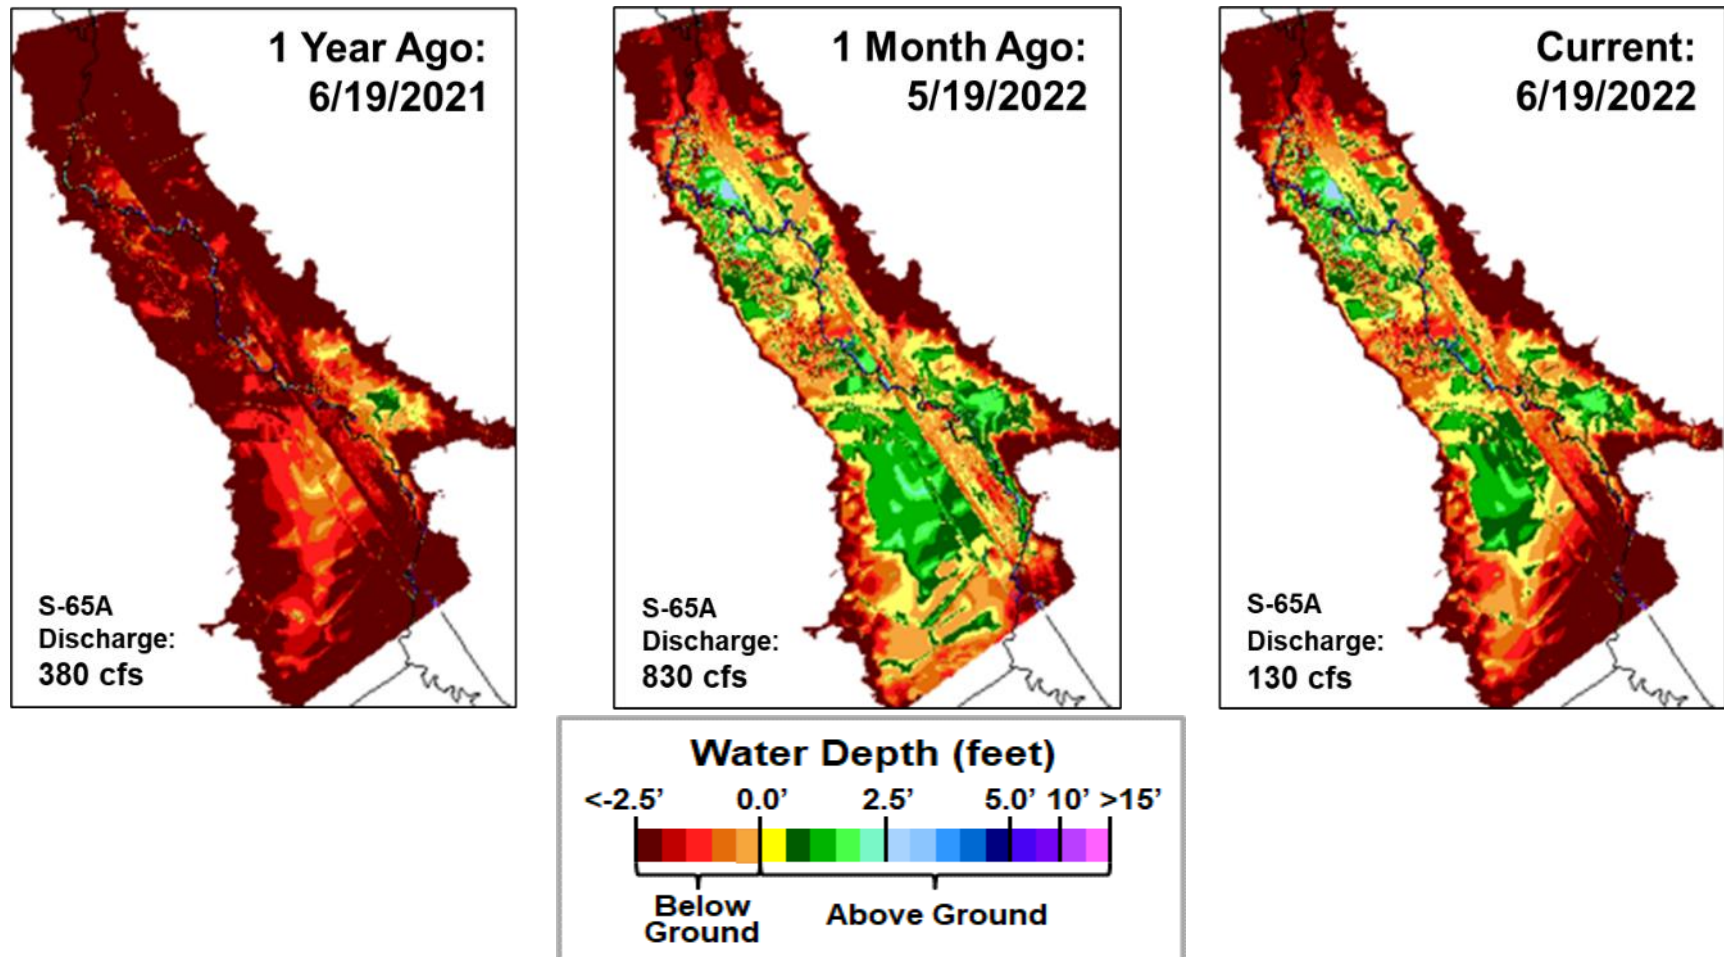 1 Year Ago:
6/19/2021
S-65A
Discharge:
380 cfs
1 Month Ago:
5/19/2022
S-65A
Discharge:
830 cfs
Current:
6/19/2022
S-65A
Discharge:
130 cfs
Water Depth (feet)
<-2.5’ 0.0’ 2.5’ 5.0’ 10’ >15’
Below
Ground
Above Ground